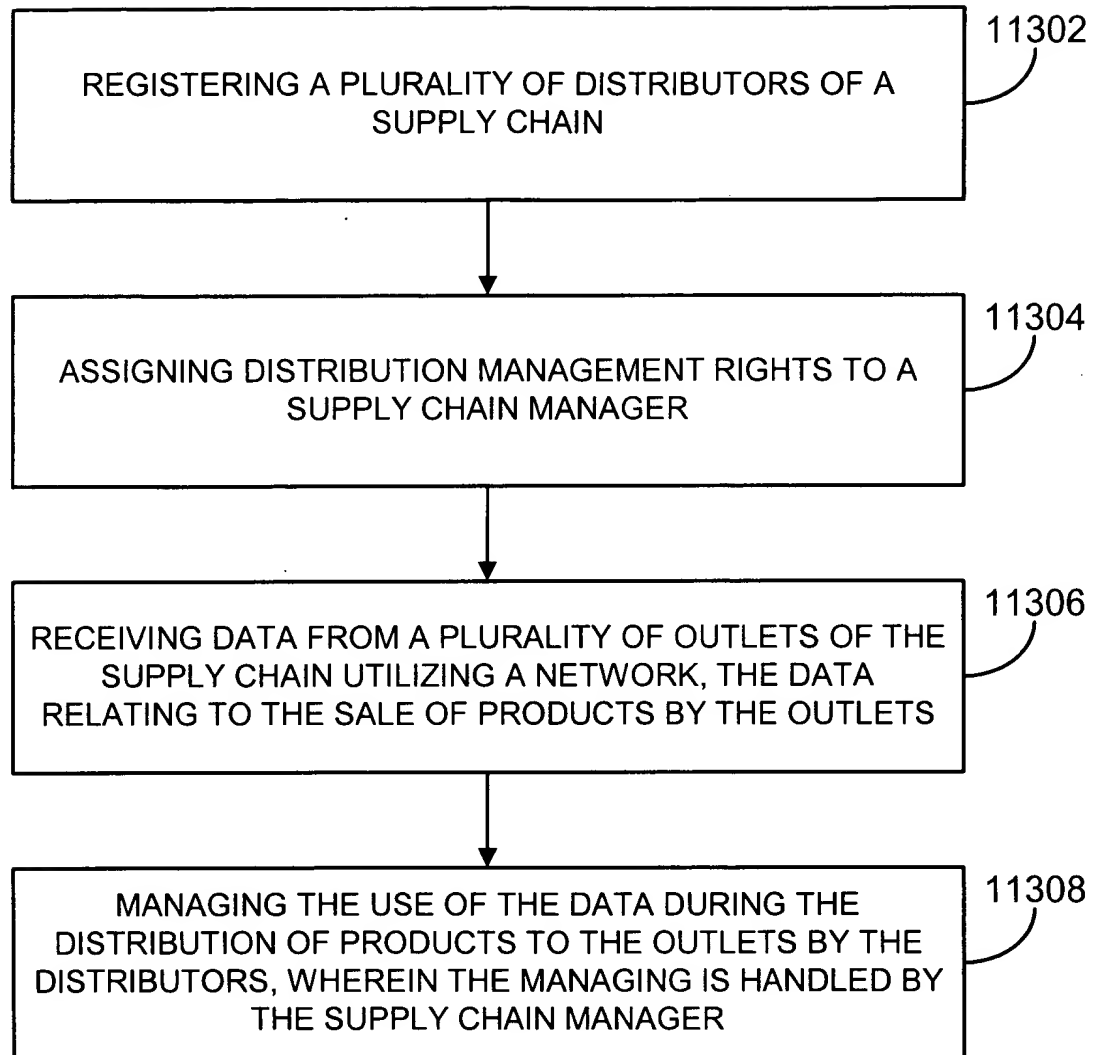 11302
REGISTERING A PLURALITY OF DISTRIBUTORS OF A
SUPPLY CHAIN
11304
ASSIGNING DISTRIBUTION MANAGEMENT RIGHTS TO A
SUPPLY CHAIN MANAGER
11306
RECEIVING DATA FROM A PLURALITY OF OUTLETS OF THE
SUPPLY CHAIN UTILIZING A NETWORK, THE DATA
RELATING TO THE SALE OF PRODUCTS BY THE OUTLETS
11308
MANAGING THE USE OF THE DATA DURING THE
DISTRIBUTION OF PRODUCTS TO THE OUTLETS BY THE
DISTRIBUTORS, WHEREIN THE MANAGING IS HANDLED BY
THE SUPPLY CHAIN MANAGER